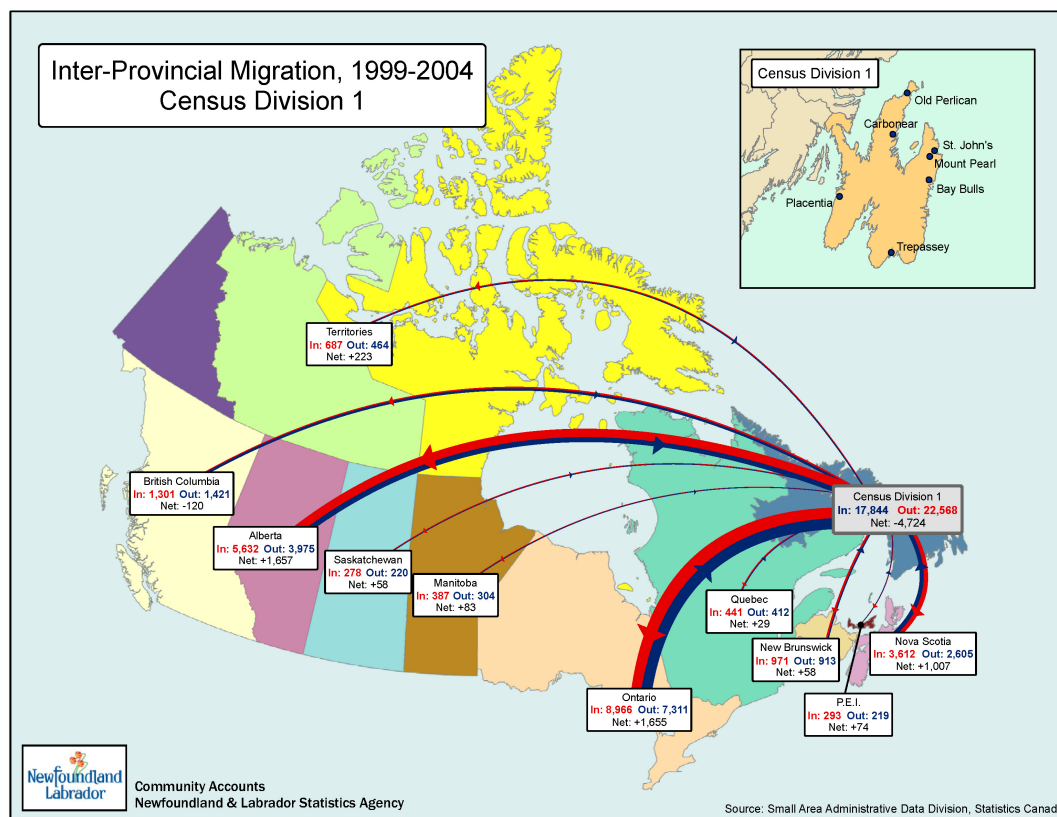 Inter-Provincial Migration, 1999-2004
Census Division 1
Census Division 1
Old Perlican
Carbonear
St. John's
Mount Pearl
Bay Bulls
Placentia
Trepassey
Territories
In: 687 Out: 464
Net: +223
British Columbia
In: 1,301 Out: 1,421
Net: -120
Alberta
In: 5,632 Out: 3,975
Net: +1,657
Saskatchewan
In: 278 Out: 220
Net: +58
Manitoba
In: 387 Out: 304
Net: +83
Census Division 1
In: 17,844 Out: 22,568
Net: -4,724
Quebec
In: 441 Out: 412
Net: +29
New Brunswick
In: 971 Out: 913
Net: +58
Nova Scotia
In: 3,612 Out: 2,605
Net: +1,007
Ontario
In: 8,966 Out: 7,311
Net: +1,655
P.E.I.
In: 293 Out: 219
Net: +74
Newfoundland
Labrador
Community Accounts
Newfoundland & Labrador Statistics Agency
Source: Small Area Administrative Data Division, Statistics Canad